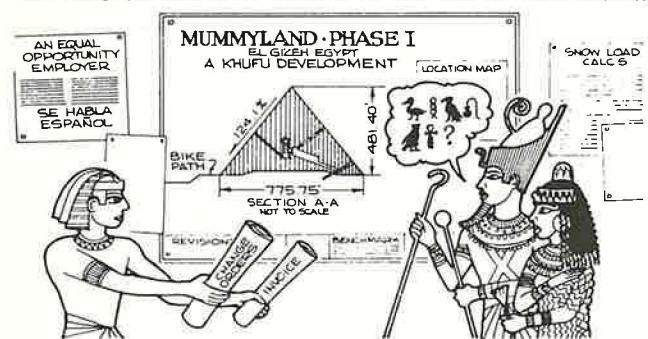 AN EQUAL
OPPORTUNITY
EMPLOYER
SE HABLA
ESPAÑOL
MUMMYLAND · PHASE I
EL GIZEH EGYPT
A KHUFU DEVELOPMENT
LOCATION MAP
SNOW LOAD
CALCS
124.1%
481.40'
BIKE
PATH
775.75'
SECTION A-A
NOT TO SCALE
REVISION
BENCHMARK
?
CHANGE
ORDERS
INVOICE